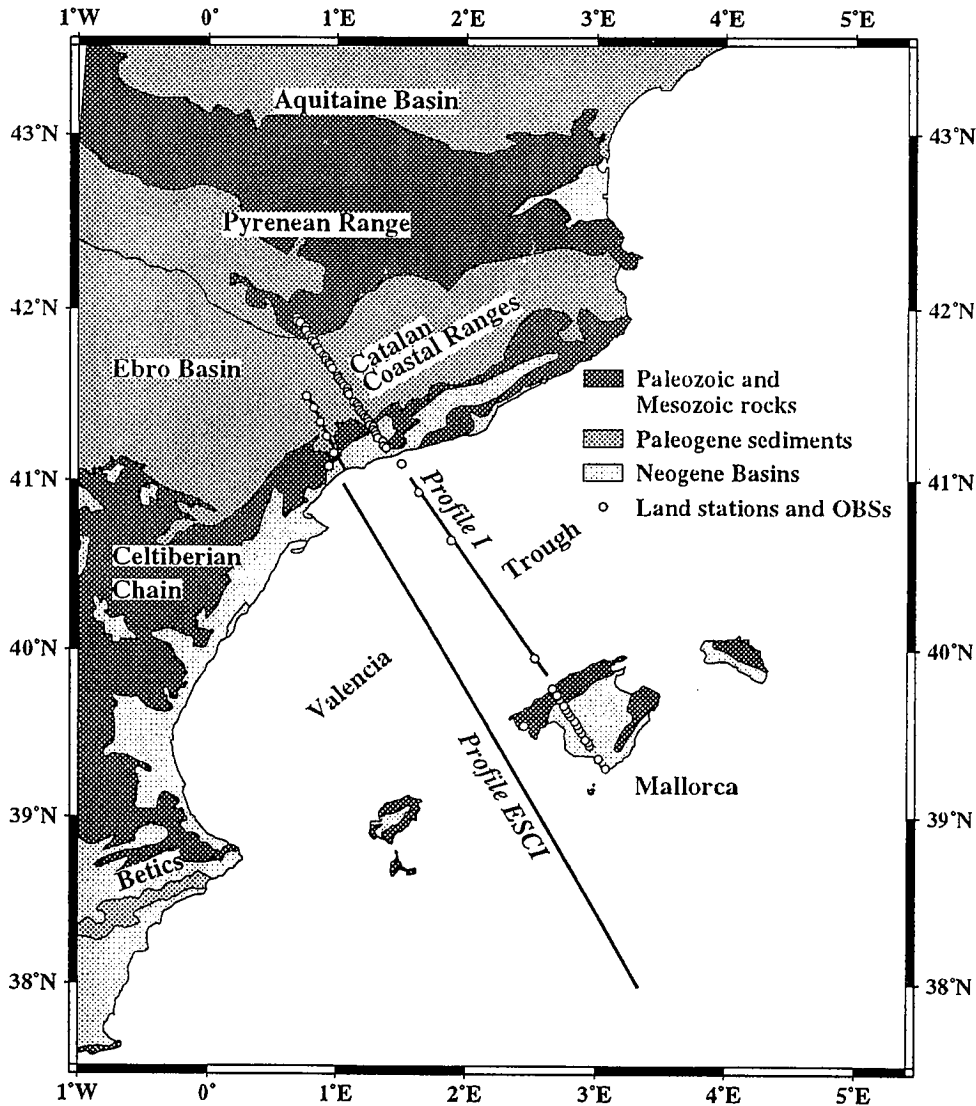 1°W 0° 1°E 2°E 3°E 4°E 5°E
Aquitaine Basin
43°N 43°N
Pyrenean Range
42°N 42°N
Catalan
Coastal Ranges
Ebro Basin
Paleozoic and
Mesozoic rocks
Paleogene sediments
41°N Neogene Basins 41°N
Profile I
Land stations and OBSs
Trough
Celtiberian
Chain
40°N 40°N
Valencia
Profile ESCI
Mallorca
39°N 39°N
Betics
38°N 38°N
1°W 0° 1°E 2°E 3°E 4°E 5°E